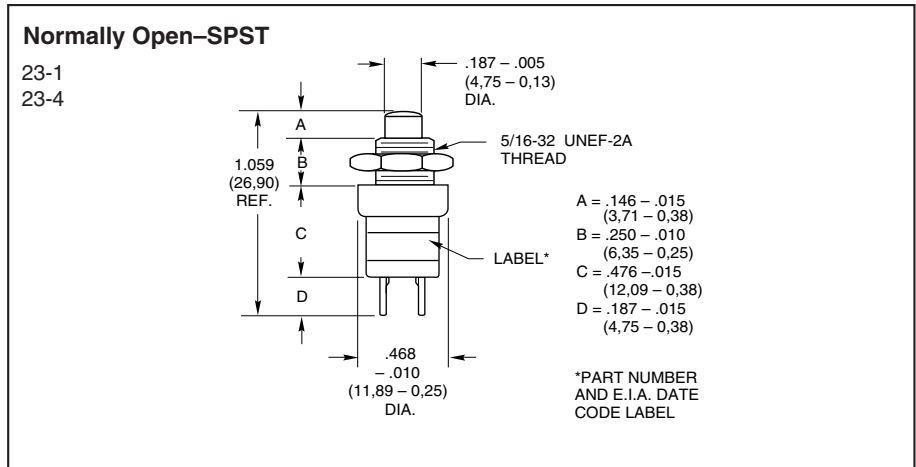 Normally Open–SPST
23-1
23-4
.187 – .005
(4,75 – 0,13)
DIA.
A
5/16-32 UNEF-2A
THREAD
B
1.059
(26,90)
REF.
A = .146 – .015
(3,71 – 0,38)
B = .250 – .010
(6,35 – 0,25)
C = .476 –.015
(12,09 – 0,38)
D = .187 – .015
(4,75 – 0,38)
C
LABEL*
D
.468
– .010
(11,89 – 0,25)
DIA.
*PART NUMBER
AND E.I.A. DATE
CODE LABEL